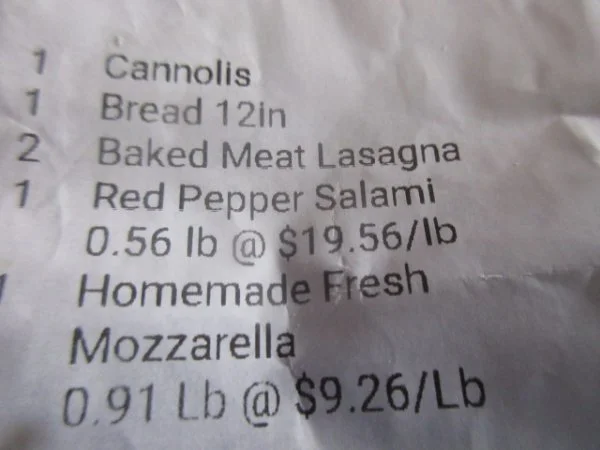 1 Cannolis
1 Bread 12in
2 Baked Meat Lasagna
1 Red Pepper Salami
0.56 lb @ $19.56/lb
1 Homemade Fresh
Mozzarella
0.91 Lb @ $9.26/Lb